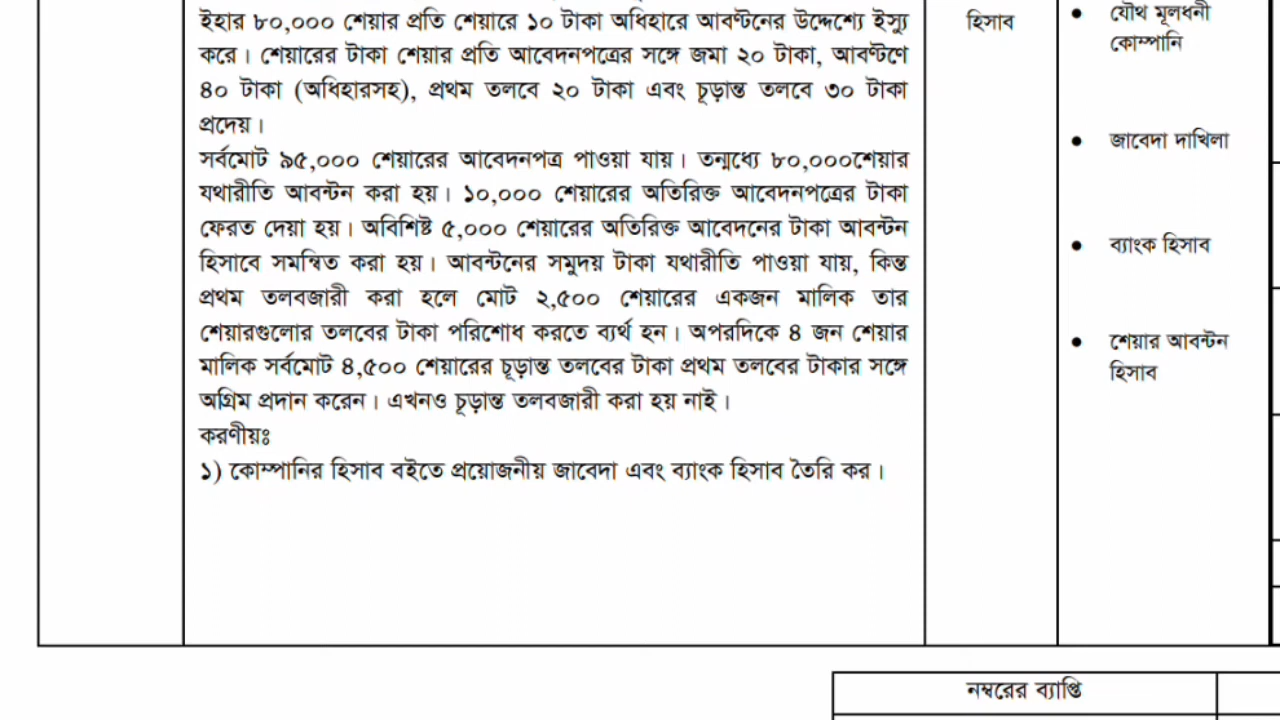 ইহার ৮০,০০০ শেয়ার প্রতি শেয়ারে ১০ টাকা অধিহারে আবণ্টনের উদ্দেশ্যে ইস্যু
করে। শেয়ারের টাকা শেয়ার প্রতি আবেদনপত্রের সঙ্গে জমা ২০ টাকা, আবণ্টণে
৪০ টাকা (অধিহারসহ), প্রথম তলবে ২০ টাকা এবং চূড়ান্ত তলবে ৩০ টাকা
প্রদেয়।
সর্বমোট ৯৫,০০০ শেয়ারের আবেদনপত্র পাওয়া যায়। তন্মধ্যে ৮০,০০০শেয়ার
যথারীতি আবন্টন করা হয়। ১০,০০০ শেয়ারের অতিরিক্ত আবেদনপত্রের টাকা
ফেরত দেয়া হয়। অবিশিষ্ট ৫,০০০ শেয়ারের অতিরিক্ত আবেদনের টাকা আবন্টন
হিসাবে সমন্বিত করা হয়। আবন্টনের সমুদয় টাকা যথারীতি পাওয়া যায়, কিন্ত
প্রথম তলবজারী করা হলে মোট ২,৫০০ শেয়ারের একজন মালিক তার
শেয়ারগুলোর তলবের টাকা পরিশোধ করতে ব্যর্থ হন। অপরদিকে ৪ জন শেয়ার
মালিক সর্বমোট ৪,৫০০ শেয়ারের চূড়ান্ত তলবের টাকা প্রথম তলবের টাকার সঙ্গে
অগ্রিম প্রদান করেন। এখনও চূড়ান্ত তলবজারী করা হয় নাই।
করণীয়ঃ
১) কোম্পানির হিসাব বইতে প্রয়োজনীয় জাবেদা এবং ব্যাংক হিসাব তৈরি কর।
হিসাব
• যৌথ মূলধনী
কোম্পানি
• জাবেদা দাখিলা
• ব্যাংক হিসাব
• শেয়ার আবন্টন
হিসাব
নম্বরের ব্যাপ্তি